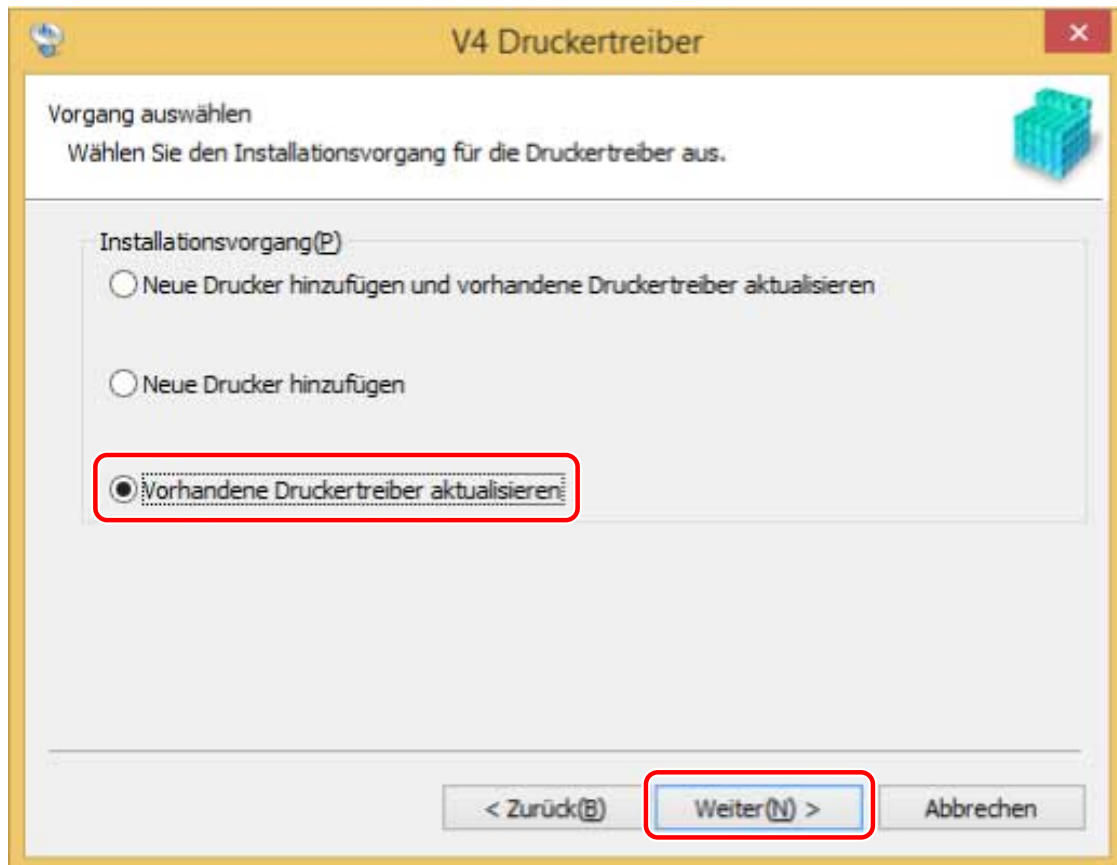 V4 Druckertreiber
Vorgang auswählen
Wählen Sie den Installationsvorgang für die Druckertreiber aus.
Installationsvorgang(P)
Neue Drucker hinzufügen und vorhandene Druckertreiber aktualisieren
Neue Drucker hinzufügen
Vorhandene Druckertreiber aktualisieren
< Zurück(B) Weiter(N) > Abbrechen